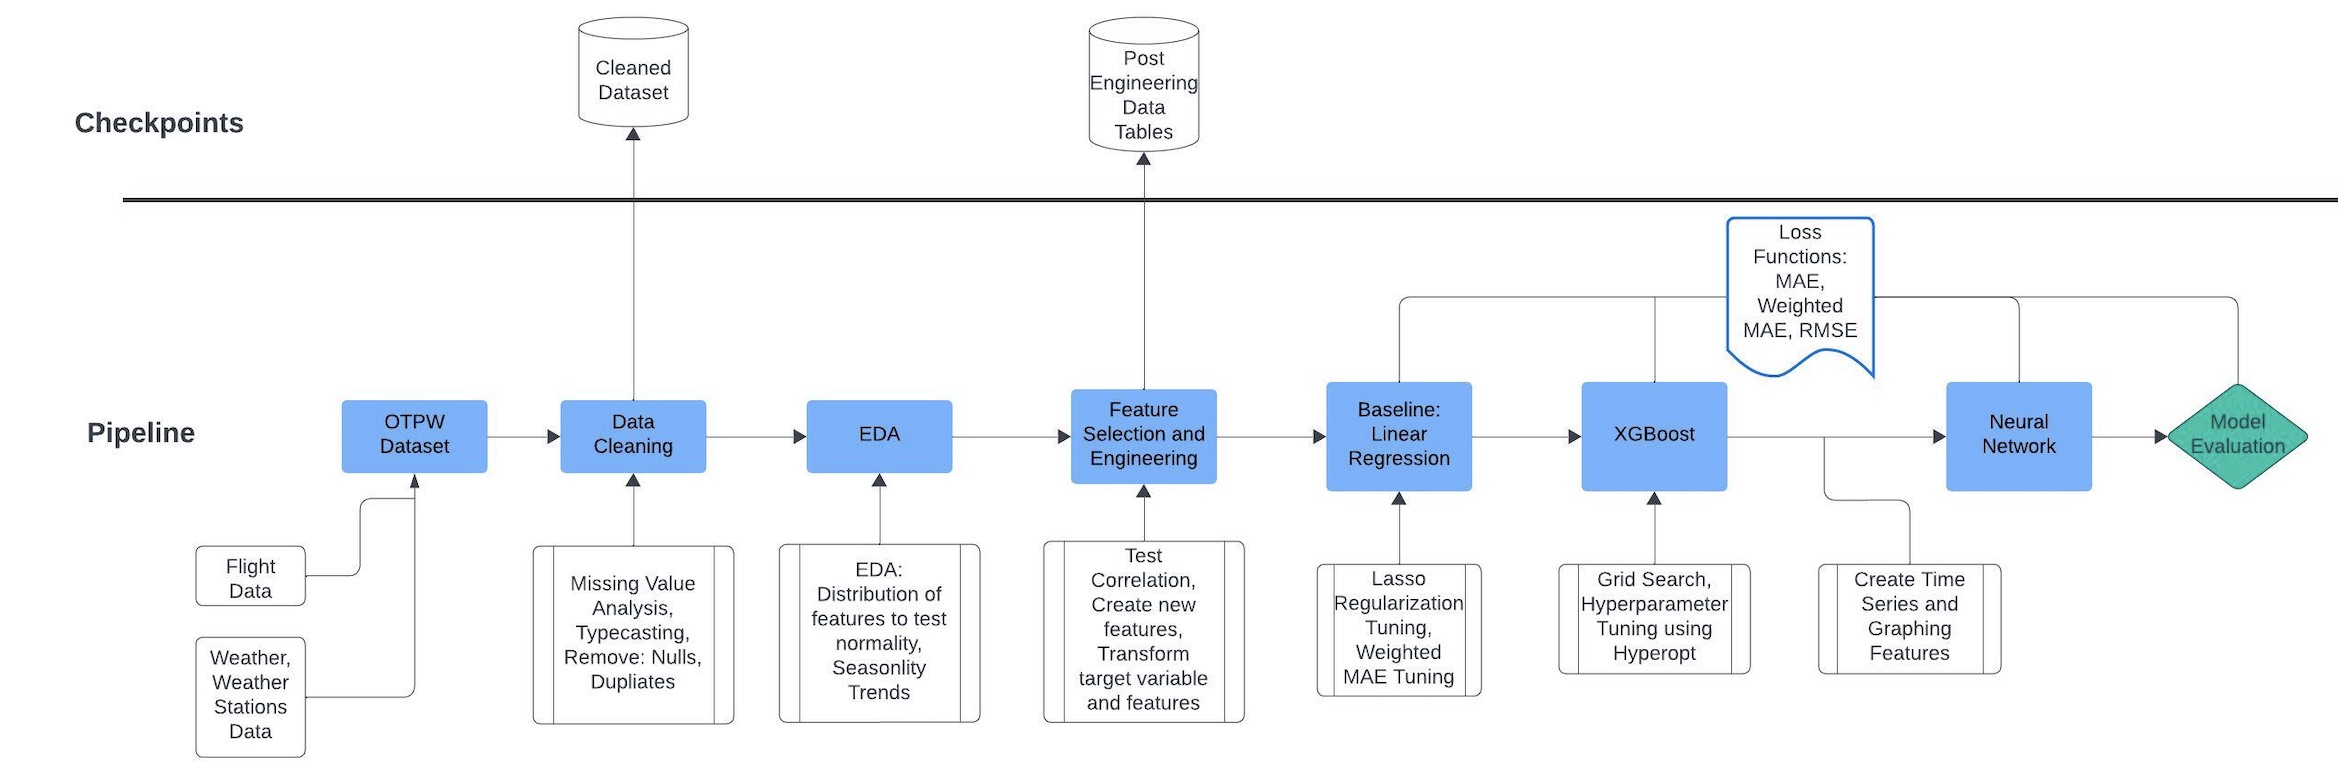 Cleaned
Dataset
Post
Engineering
Data
Tables
Checkpoints
Loss
Functions:
MAE,
Weighted
MAE, RMSE
Pipeline
OTPW
Dataset
Data
Cleaning
EDA
Feature
Selection and
Engineering
Baseline:
Linear
Regression
XGBoost
Neural
Network
Model
Evaluation
Flight
Data
Weather,
Weather
Stations
Data
Missing Value
Analysis,
Typecasting,
Remove: Nulls,
Dupliates
EDA:
Distribution of
features to test
normality,
Seasonlity
Trends
Test
Correlation,
Create new
features,
Transform
target variable
and features
Lasso
Regularization
Tuning,
Weighted
MAE Tuning
Grid Search,
Hyperparameter
Tuning using
Hyperopt
Create Time
Series and
Graphing
Features